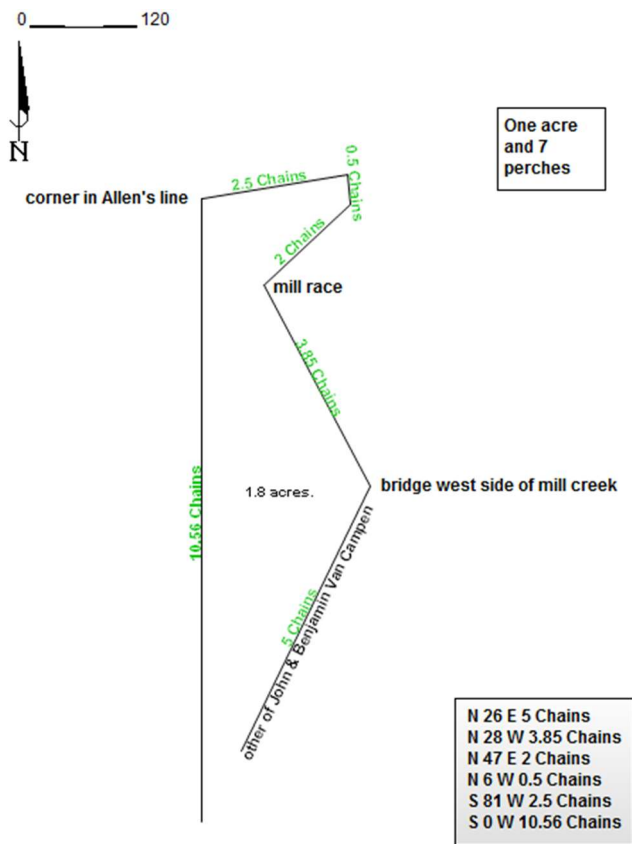 0 120
N
One acre
and 7
perches
0.5 Chains
2.5 Chains
corner in Allen's line
2 Chains
mill race
3.85 Chains
10.56 Chains
1.8 acres.
bridge west side of mill creek
5 Chains
other of John & Benjamin Van Campen
N 26 E 5 Chains
N 28 W 3.85 Chains
N 47 E 2 Chains
N 6 W 0.5 Chains
S 81 W 2.5 Chains
S 0 W 10.56 Chains